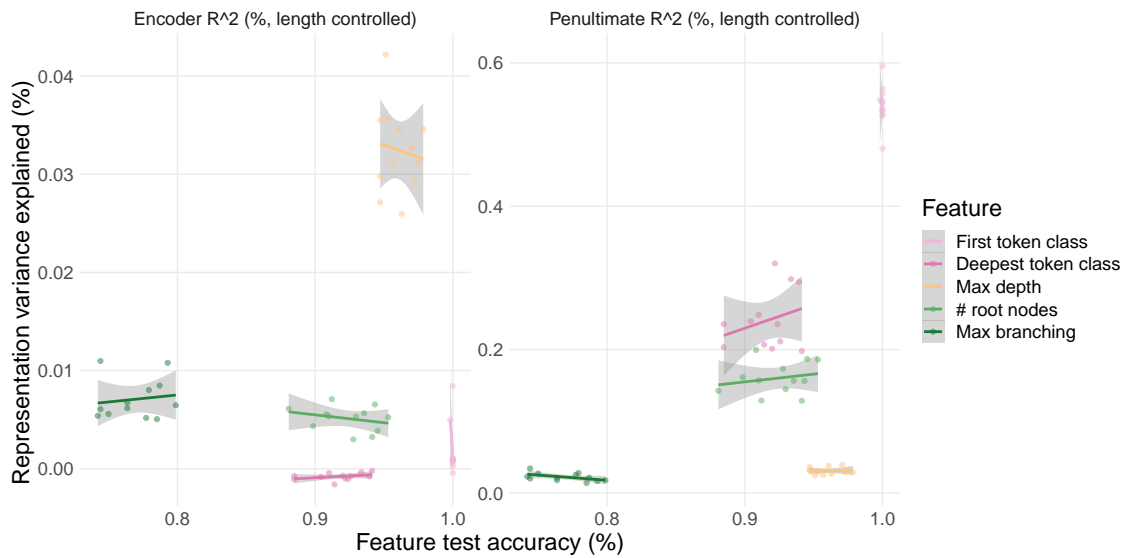 Encoder R^2 (%, length controlled)
Penultimate R^2 (%, length controlled)
Representation variance explained (%)
0.04
0.03
0.02
0.01
0.00
0.6
0.4
0.2
0.0
0.8
0.9
1.0
0.8
0.9
1.0
Feature test accuracy (%)
Feature
First token class
Deepest token class
Max depth
# root nodes
Max branching